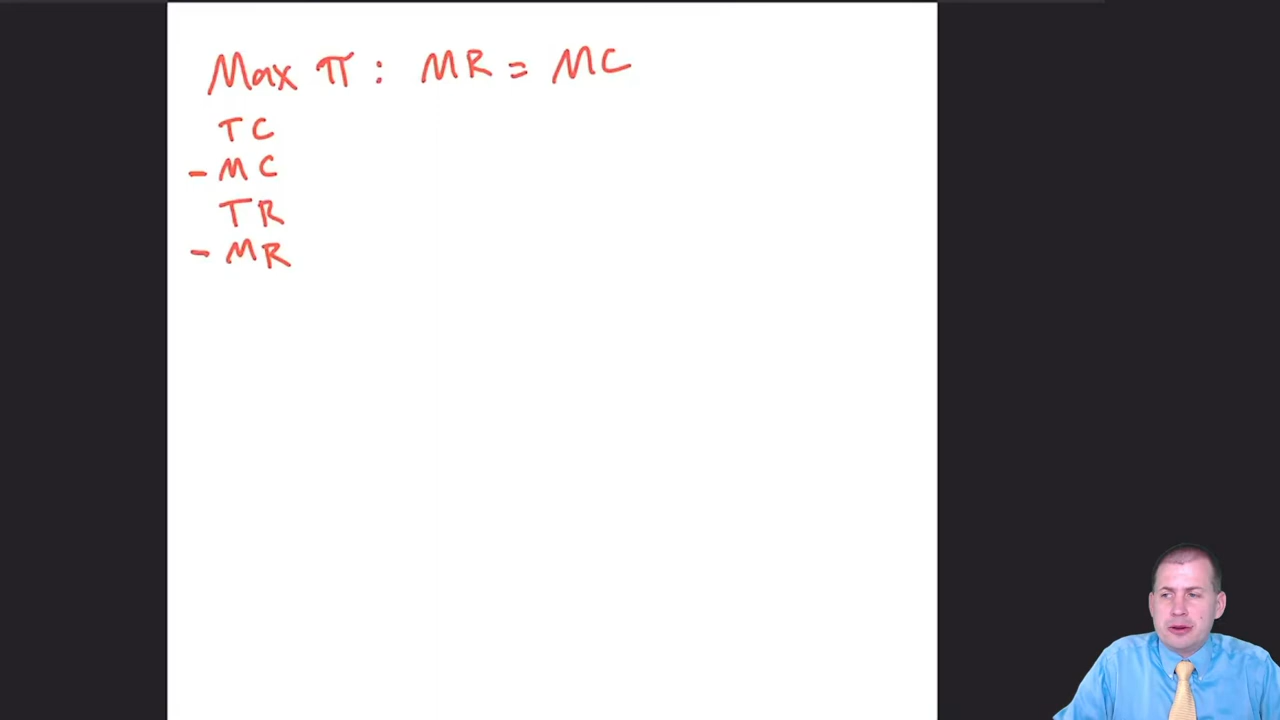 Max π : MR = MC
TC
- MC
TR
- MR